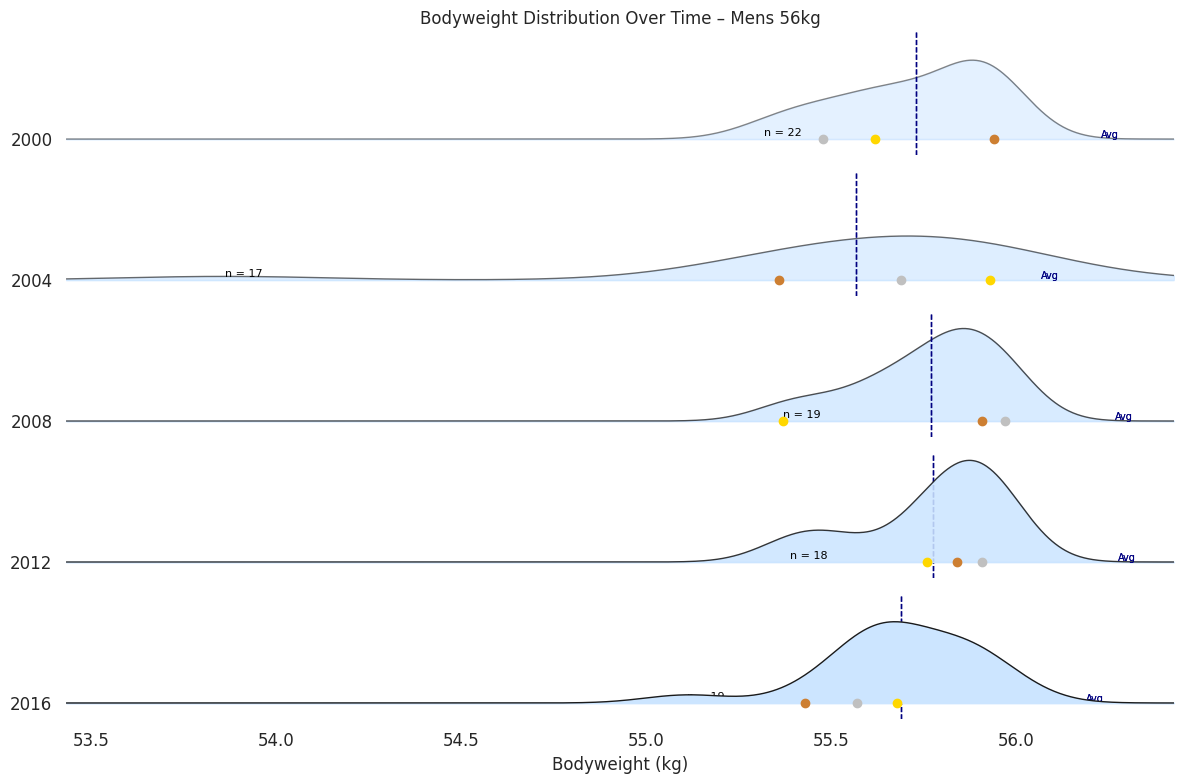 Bodyweight Distribution Over Time – Mens 56kg
2000
n = 22
Avg
2004
n = 17
Avg
2008
n = 19
Avg
2012
n = 18
Avg
2016
19
Avg
53.5 54.0 54.5 55.0 55.5 56.0
Bodyweight (kg)